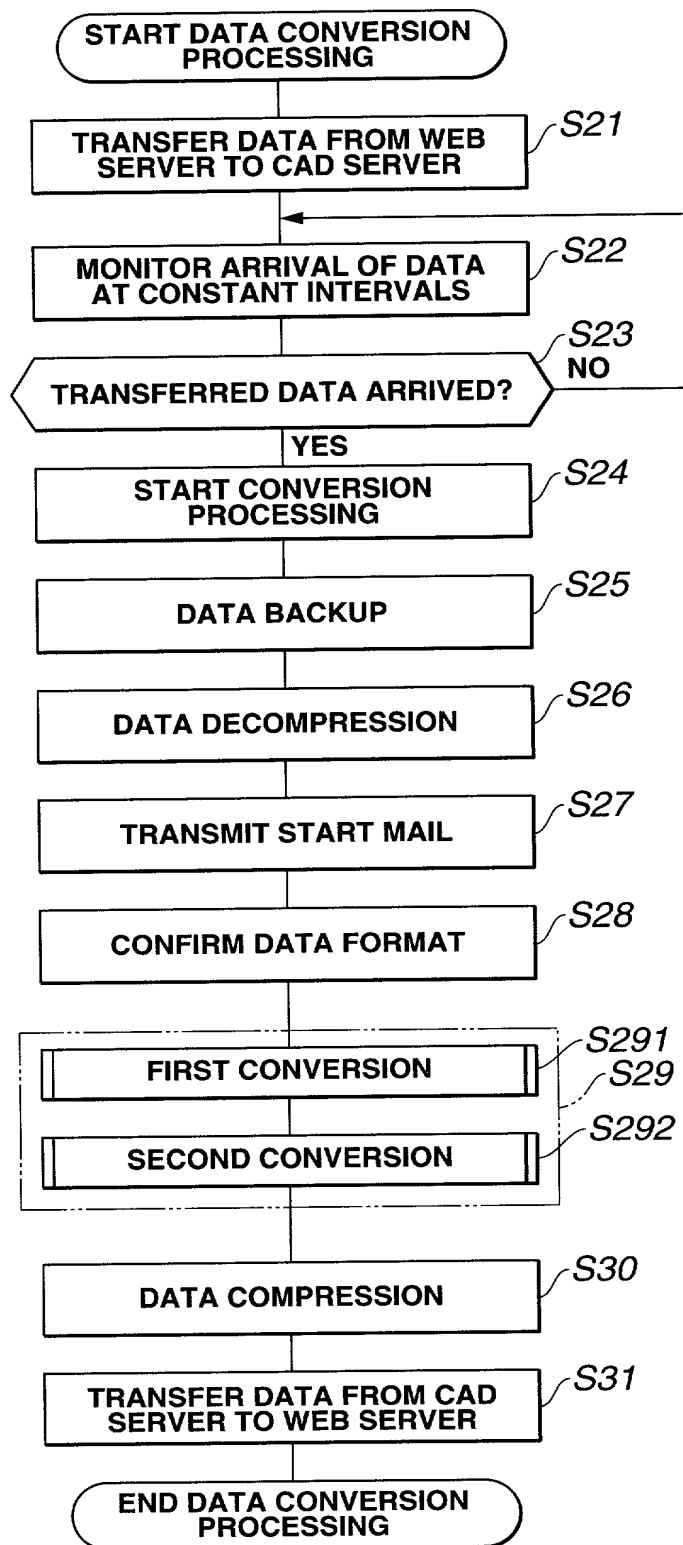 START DATA CONVERSION
PROCESSING
S21
TRANSFER DATA FROM WEB
SERVER TO CAD SERVER
S22
MONITOR ARRIVAL OF DATA
AT CONSTANT INTERVALS
S23
TRANSFERRED DATA ARRIVED?
NO
YES
S24
START CONVERSION
PROCESSING
S25
DATA BACKUP
S26
DATA DECOMPRESSION
S27
TRANSMIT START MAIL
S28
CONFIRM DATA FORMAT
S291
FIRST CONVERSION
S29
S292
SECOND CONVERSION
S30
DATA COMPRESSION
S31
TRANSFER DATA FROM CAD
SERVER TO WEB SERVER
END DATA CONVERSION
PROCESSING